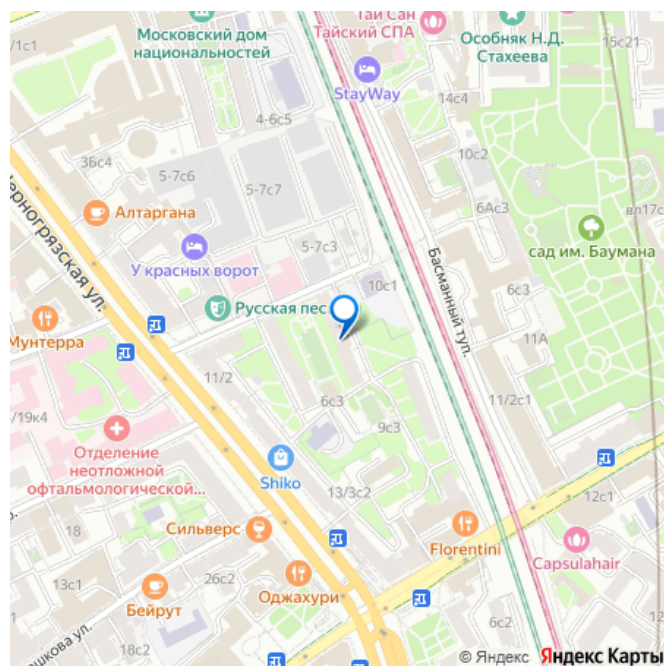 /1с1
Московский дом
национальностей
Тай Сан
Тайский СПА
Особняк Н.Д.
Стахеева
15с21
StayWay
14с4
4-6с5
3Бс4
5-7с6
5-7с7
10с2
6Ас3
вл17с
Алтаргана
сад им. Баумана
5-7с3
У красных ворот
10с1
Басманный туп.
6с3
Русская пес
11А
Мунтерра
11/2
6с3
11/2с1
/19к4
9с3
Отделение
неотложной
офтальмологической...
Shiko
13/3с2
12с1
18
Сильверс
Florentini
Capsulahair
13с1
26с2
Бейрут
Оджахури
6с2
18с2
© Яндекс Яндекс Карты